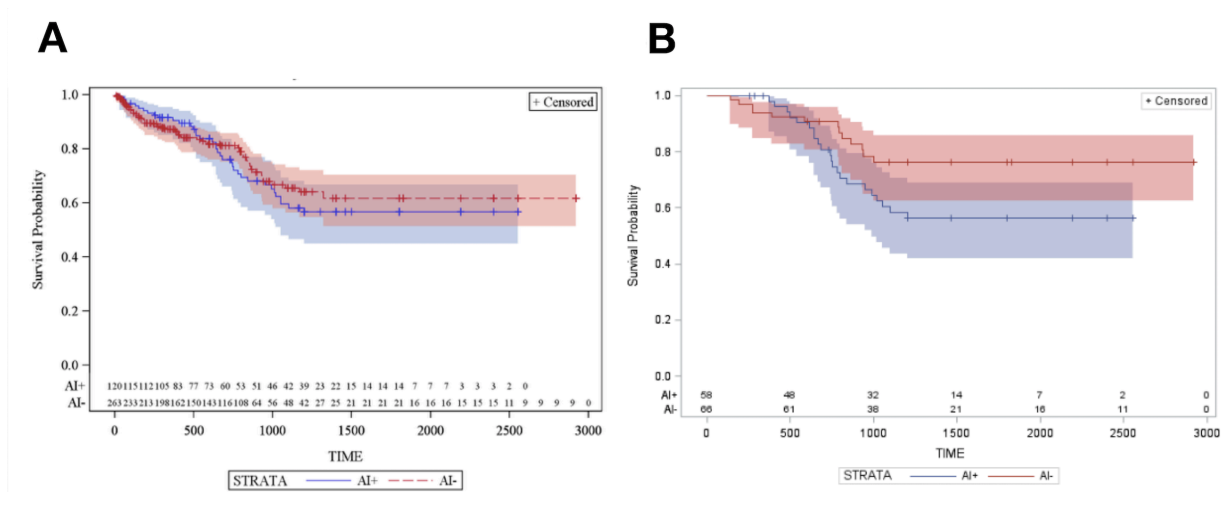 A
+ Censored
1.0
0.8
0.6
0.4
0.2
0.0
Survival Probability
AI+ 120 115 112 105 83 77 73 60 53 51 46 42 39 23 22 15 14 14 14 7 7 7 3 3 3 2 0
AI- 263 233 213 198 162 150 143 116 108 64 56 48 42 27 25 21 21 21 21 16 16 16 15 15 15 11 9 9 9 9 0
0 500 1000 1500 2000 2500 3000
TIME
STRATA AI+ AI-
B
+ Censored
1.0
0.8
0.6
0.4
0.2
0.0
Survival Probability
AI+ 58 48 32 14 7 2 0
AI- 66 61 38 21 16 11 0
0 500 1000 1500 2000 2500 3000
TIME
STRATA AI+ AI-